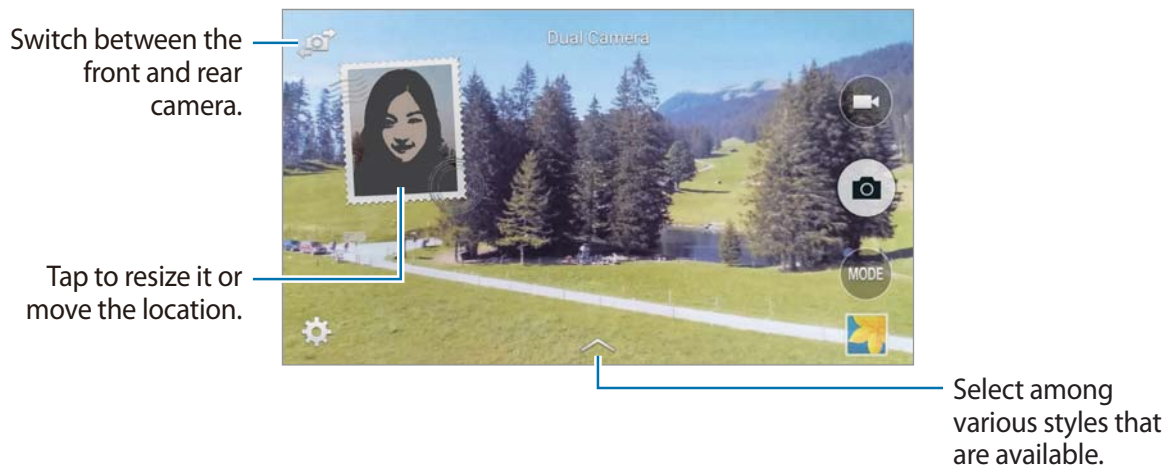 Switch between the
front and rear
camera.
Dual Camera
Tap to resize it or
move the location.
MODE
Select among
various styles that
are available.